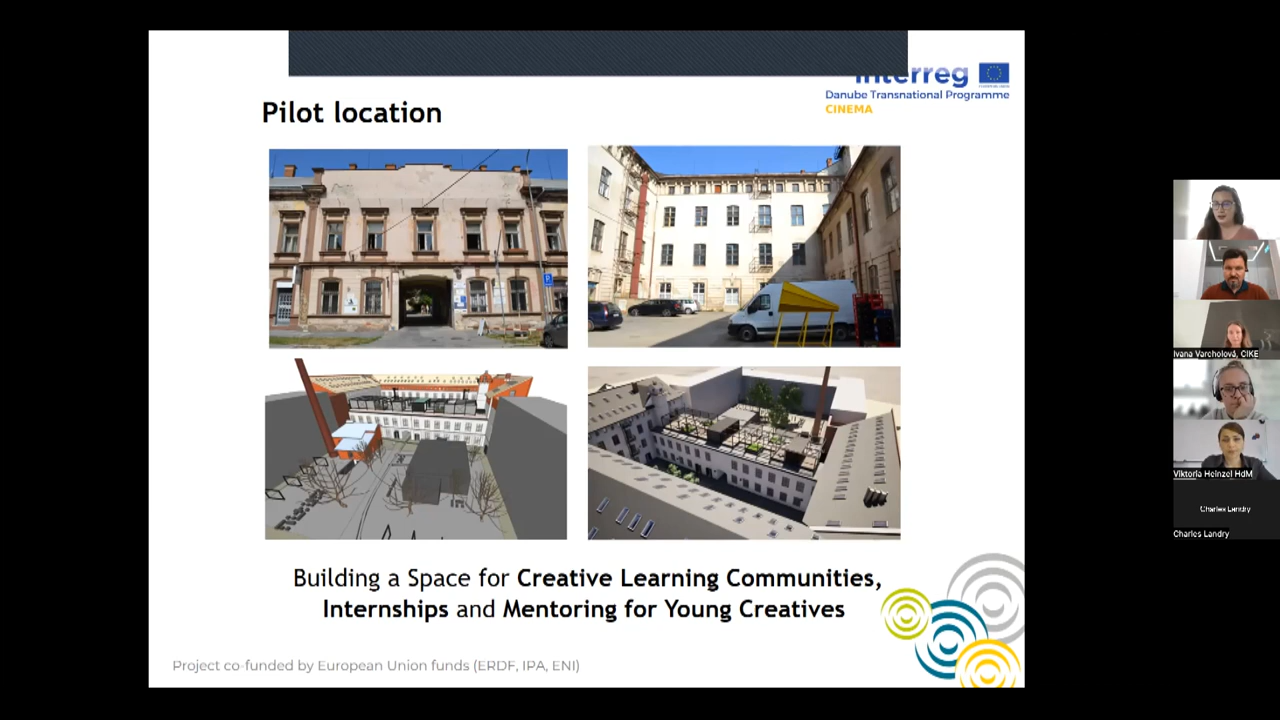 Interreg
Danube Transnational Programme
CINEMA
Pilot location
Building a Space for Creative Learning Communities,
Internships and Mentoring for Young Creatives
Project co-funded by European Union funds (ERDF, IPA, ENI)
Ivana Varcholová, CIKE
Viktoria Heinzel HdM
Charles Landry
Charles Landry